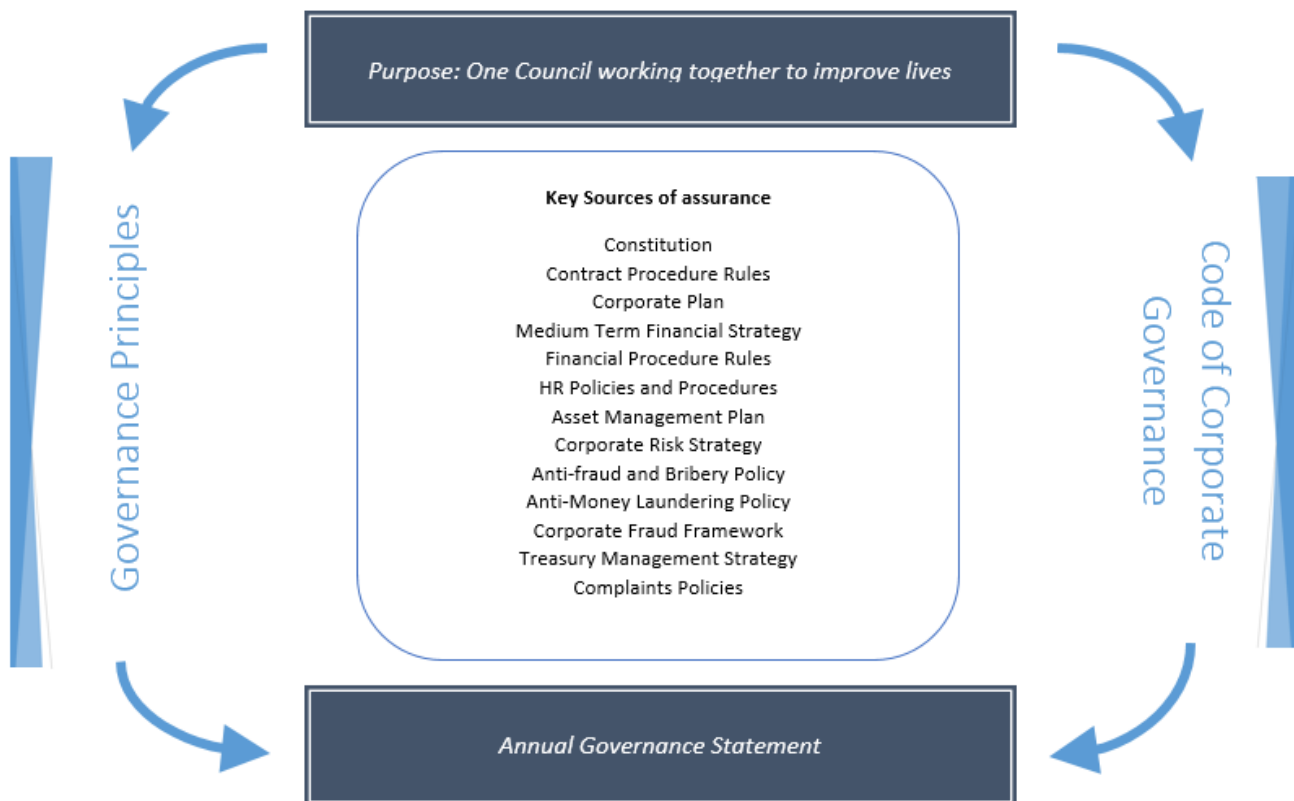 Purpose: One Council working together to improve lives
Governance Principles
Key Sources of assurance
Constitution
Contract Procedure Rules
Corporate Plan
Medium Term Financial Strategy
Financial Procedure Rules
HR Policies and Procedures
Asset Management Plan
Corporate Risk Strategy
Anti-fraud and Bribery Policy
Anti-Money Laundering Policy
Corporate Fraud Framework
Treasury Management Strategy
Complaints Policies
Code of Corporate
Governance
Annual Governance Statement